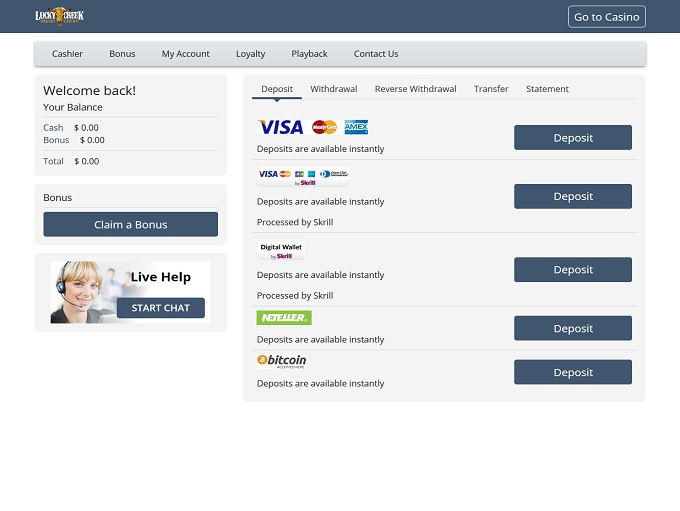 LUCKY CREEK
ONLINE CASINO
Go to Casino
Cashier Bonus My Account Loyalty Playback Contact Us
Welcome back!
Your Balance
Cash $ 0.00
Bonus $ 0.00
Total $ 0.00
Bonus
Claim a Bonus
Live Help
START CHAT
Deposit Withdrawal Reverse Withdrawal Transfer Statement
VISA MasterCard AMEX
Deposit
Deposits are available instantly
VISA
by Skrill
Deposit
Deposits are available instantly
Processed by Skrill
Digital Wallet
by Skrill
Deposit
Deposits are available instantly
Processed by Skrill
NETELLER
Deposit
Deposits are available instantly
bitcoin
ACCEPTED HERE
Deposit
Deposits are available instantly